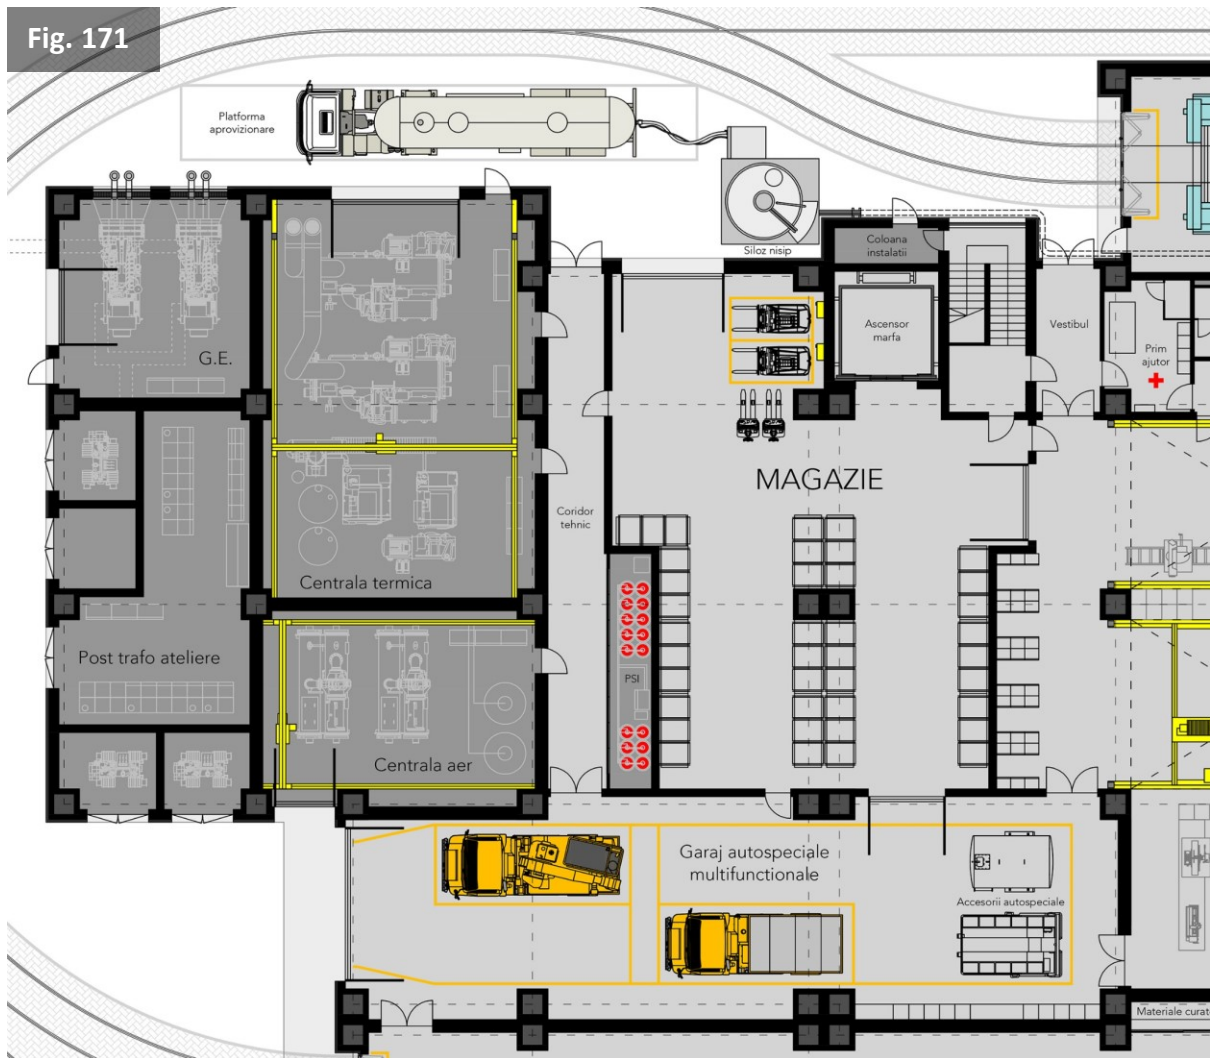 Fig. 171
Platforma
aprovizionare
Siloz nisip
Coloana
instalatii
Ascensor
marfa
Vestibul
Prim
ajutor
G.E.
MAGAZIE
Coridor
tehnic
Centrala termica
Post trafo ateliere
PSI
Centrala aer
Garaj autospeciale
multifunctionale
Accesorii autospeciale
Materiale curat